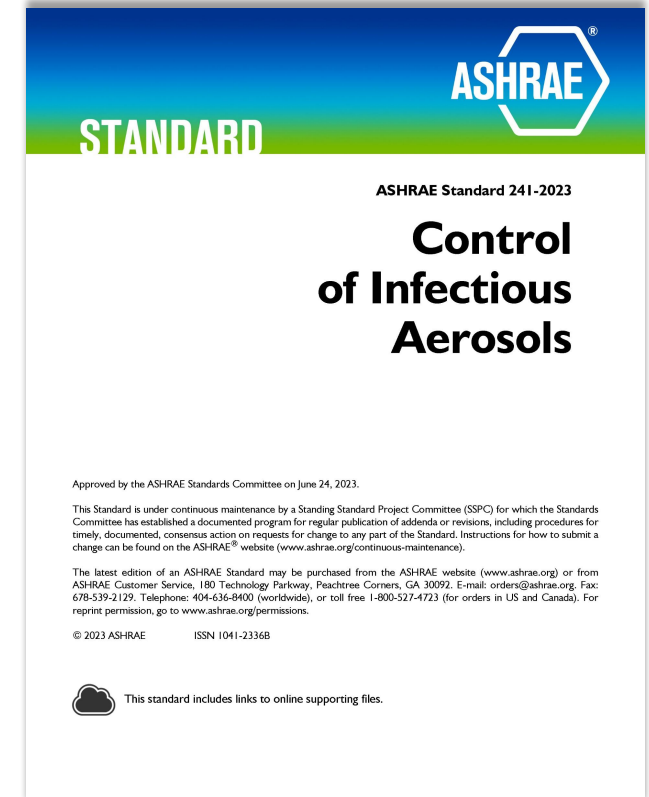 ASHRAE®
STANDARD
ASHRAE Standard 241-2023
Control
of Infectious
Aerosols
Approved by the ASHRAE Standards Committee on June 24, 2023.
This Standard is under continuous maintenance by a Standing Standard Project Committee (SSPC) for which the Standards
Committee has established a documented program for regular publication of addenda or revisions, including procedures for
timely, documented, consensus action on requests for change to any part of the Standard. Instructions for how to submit a
change can be found on the ASHRAE® website (www.ashrae.org/continuous-maintenance).
The latest edition of an ASHRAE Standard may be purchased from the ASHRAE website (www.ashrae.org) or from
ASHRAE Customer Service, 180 Technology Parkway, Peachtree Corners, GA 30092. E-mail: orders@ashrae.org. Fax:
678-539-2129. Telephone: 404-636-8400 (worldwide), or toll free 1-800-527-4723 (for orders in US and Canada). For
reprint permission, go to www.ashrae.org/permissions.
© 2023 ASHRAE ISSN 1041-2336B
This standard includes links to online supporting files.